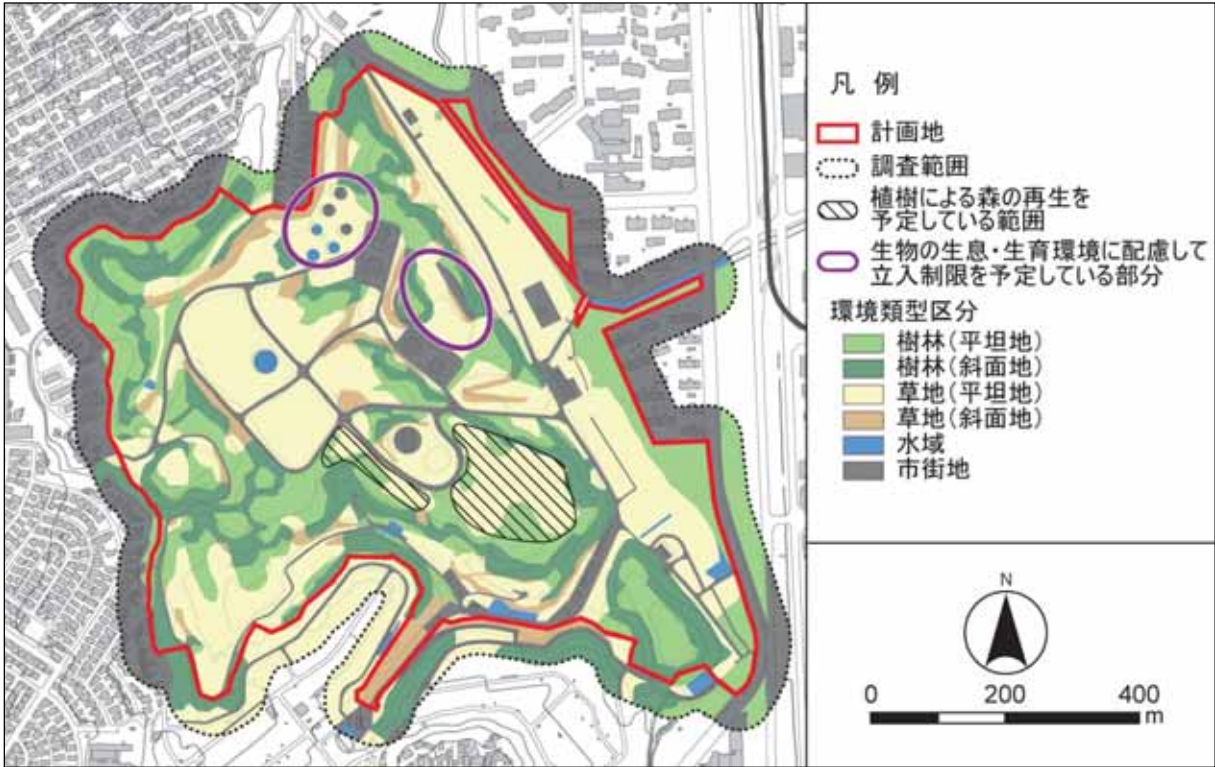 凡 例
計画地
調査範囲
植樹による森の再生を
予定している範囲
生物の生息・生育環境に配慮して
立入制限を予定している部分
環境類型区分
樹林(平坦地)
樹林(斜面地)
草地(平坦地)
草地(斜面地)
水域
市街地
N
0 200 400
m